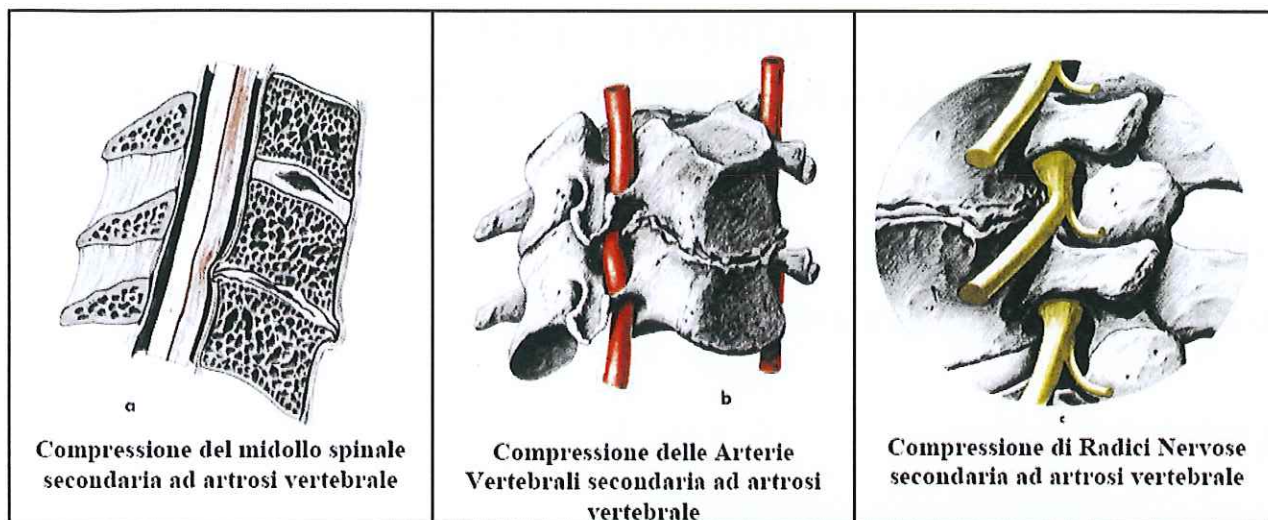 a
Compressione del midollo spinale
secondaria ad artrosi vertebrale
b
Compressione delle Arterie
Vertebrali secondaria ad artrosi
vertebrale
c
Compressione di Radici Nervose
secondaria ad artrosi vertebrale